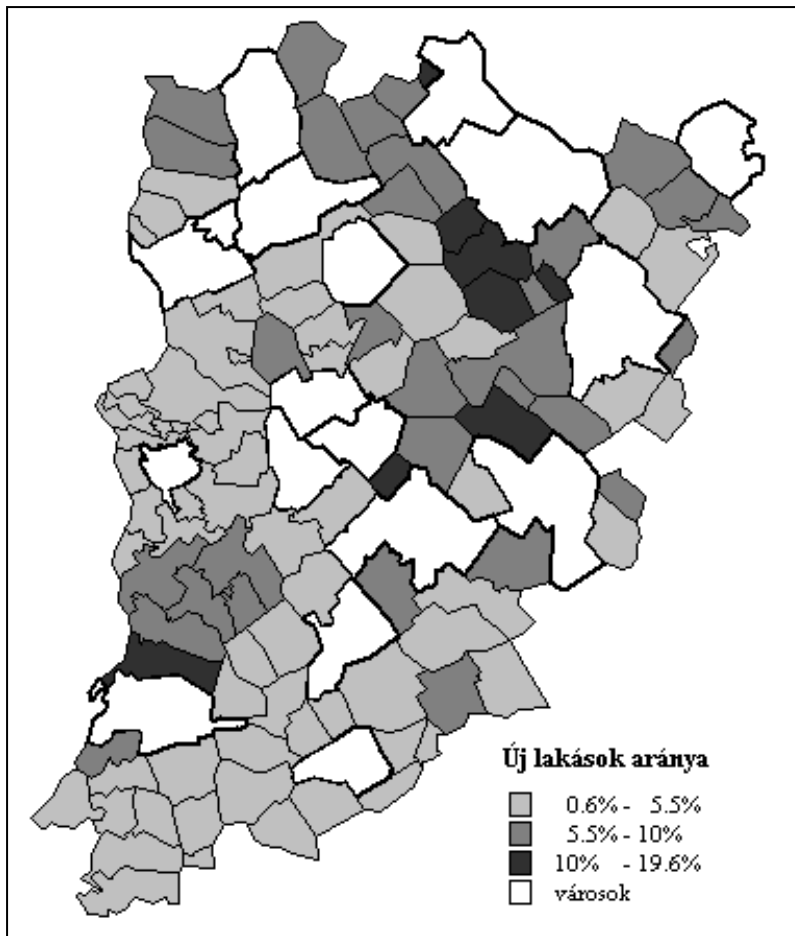 Új lakások aránya
0.6% - 5.5%
5.5% - 10%
10% - 19.6%
városok